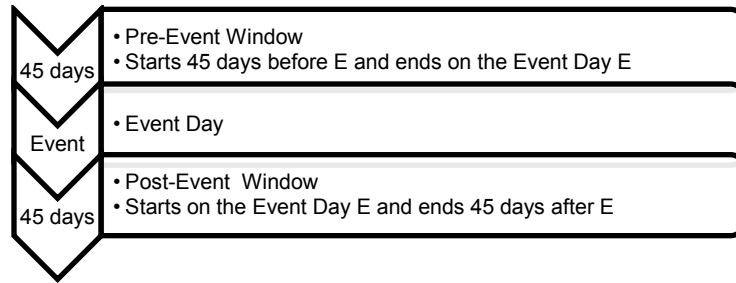 45 days
• Pre-Event Window
• Starts 45 days before E and ends on the Event Day E
Event
• Event Day
45 days
• Post-Event Window
• Starts on the Event Day E and ends 45 days after E